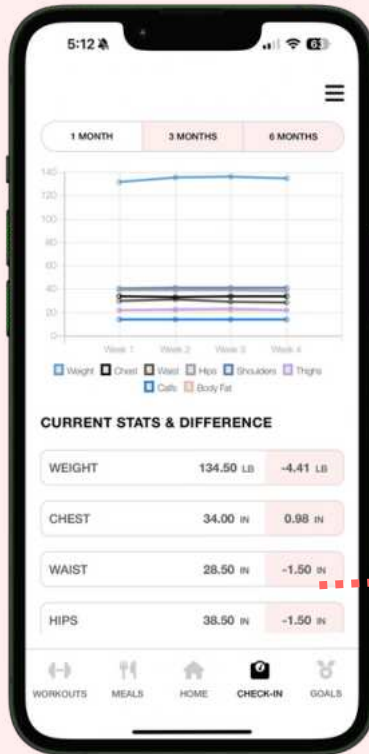 5:12 63
1 MONTH 3 MONTHS 6 MONTHS
140
120
100
80
60
40
20
0
Week 1 Week 2 Week 3 Week 4
Weight Chest Waist Hips Shoulders Thighs
Calfs Body Fat
CURRENT STATS & DIFFERENCE
WEIGHT 134.50 LB -4.41 LB
CHEST 34.00 IN 0.98 IN
WAIST 28.50 IN -1.50 IN
HIPS 38.50 IN -1.50 IN
WORKOUTS MEALS HOME CHECK-IN GOALS